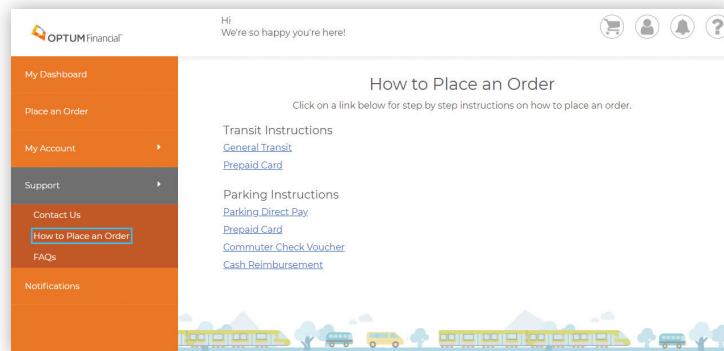 OPTUM Financial
Hi
We're so happy you're here!
?
My Dashboard
Place an Order
My Account
Support
Contact Us
How to Place an Order
FAQs
Notifications
How to Place an Order
Click on a link below for step by step instructions on how to place an order.
Transit Instructions
General Transit
Prepaid Card
Parking Instructions
Parking Direct Pay
Prepaid Card
Commuter Check Voucher
Cash Reimbursement